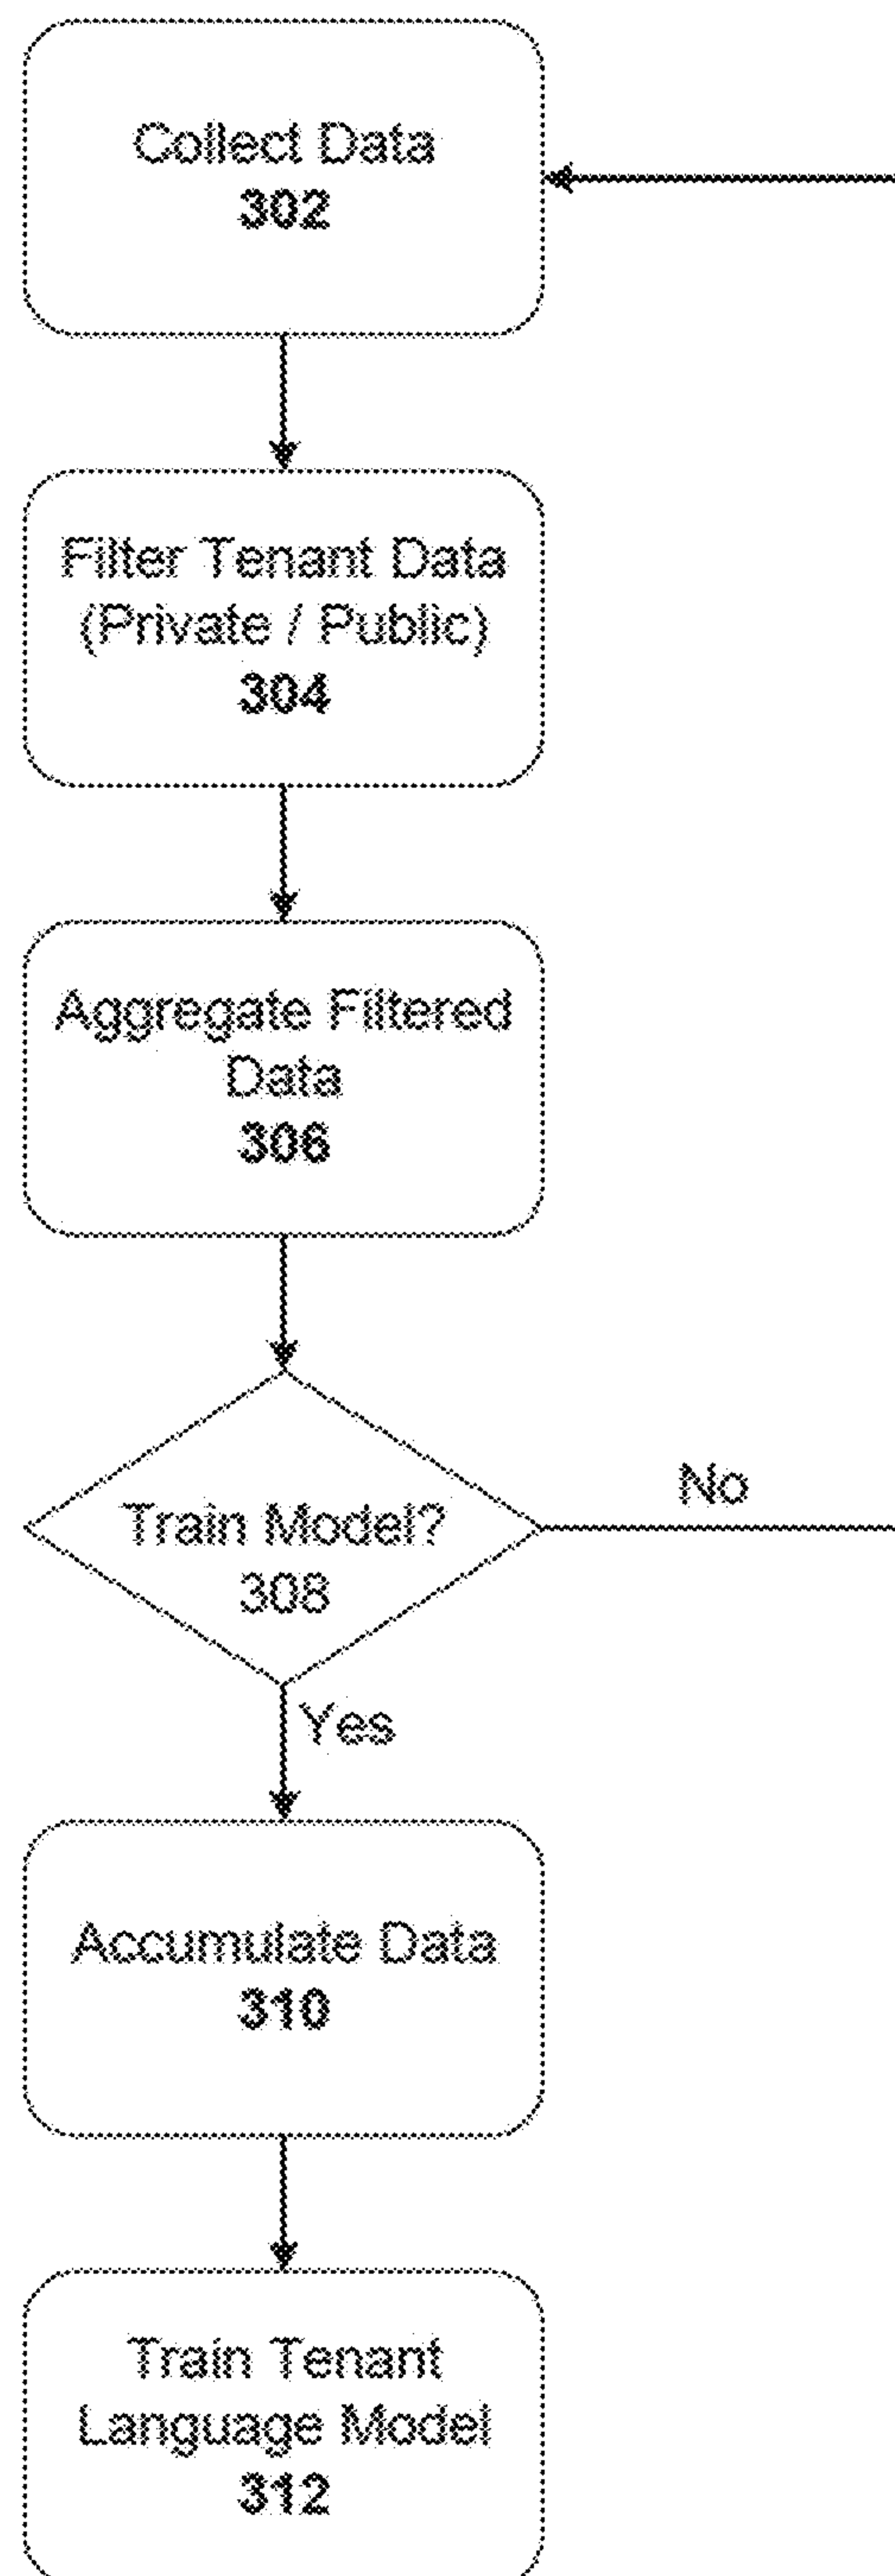 Collect Data
302
Filter Tenant Data
(Private / Public)
304
Aggregate Filtered
Data
306
Train Model?
308
No
Yes
Accumulate Data
310
Train Tenant
Language Model
312